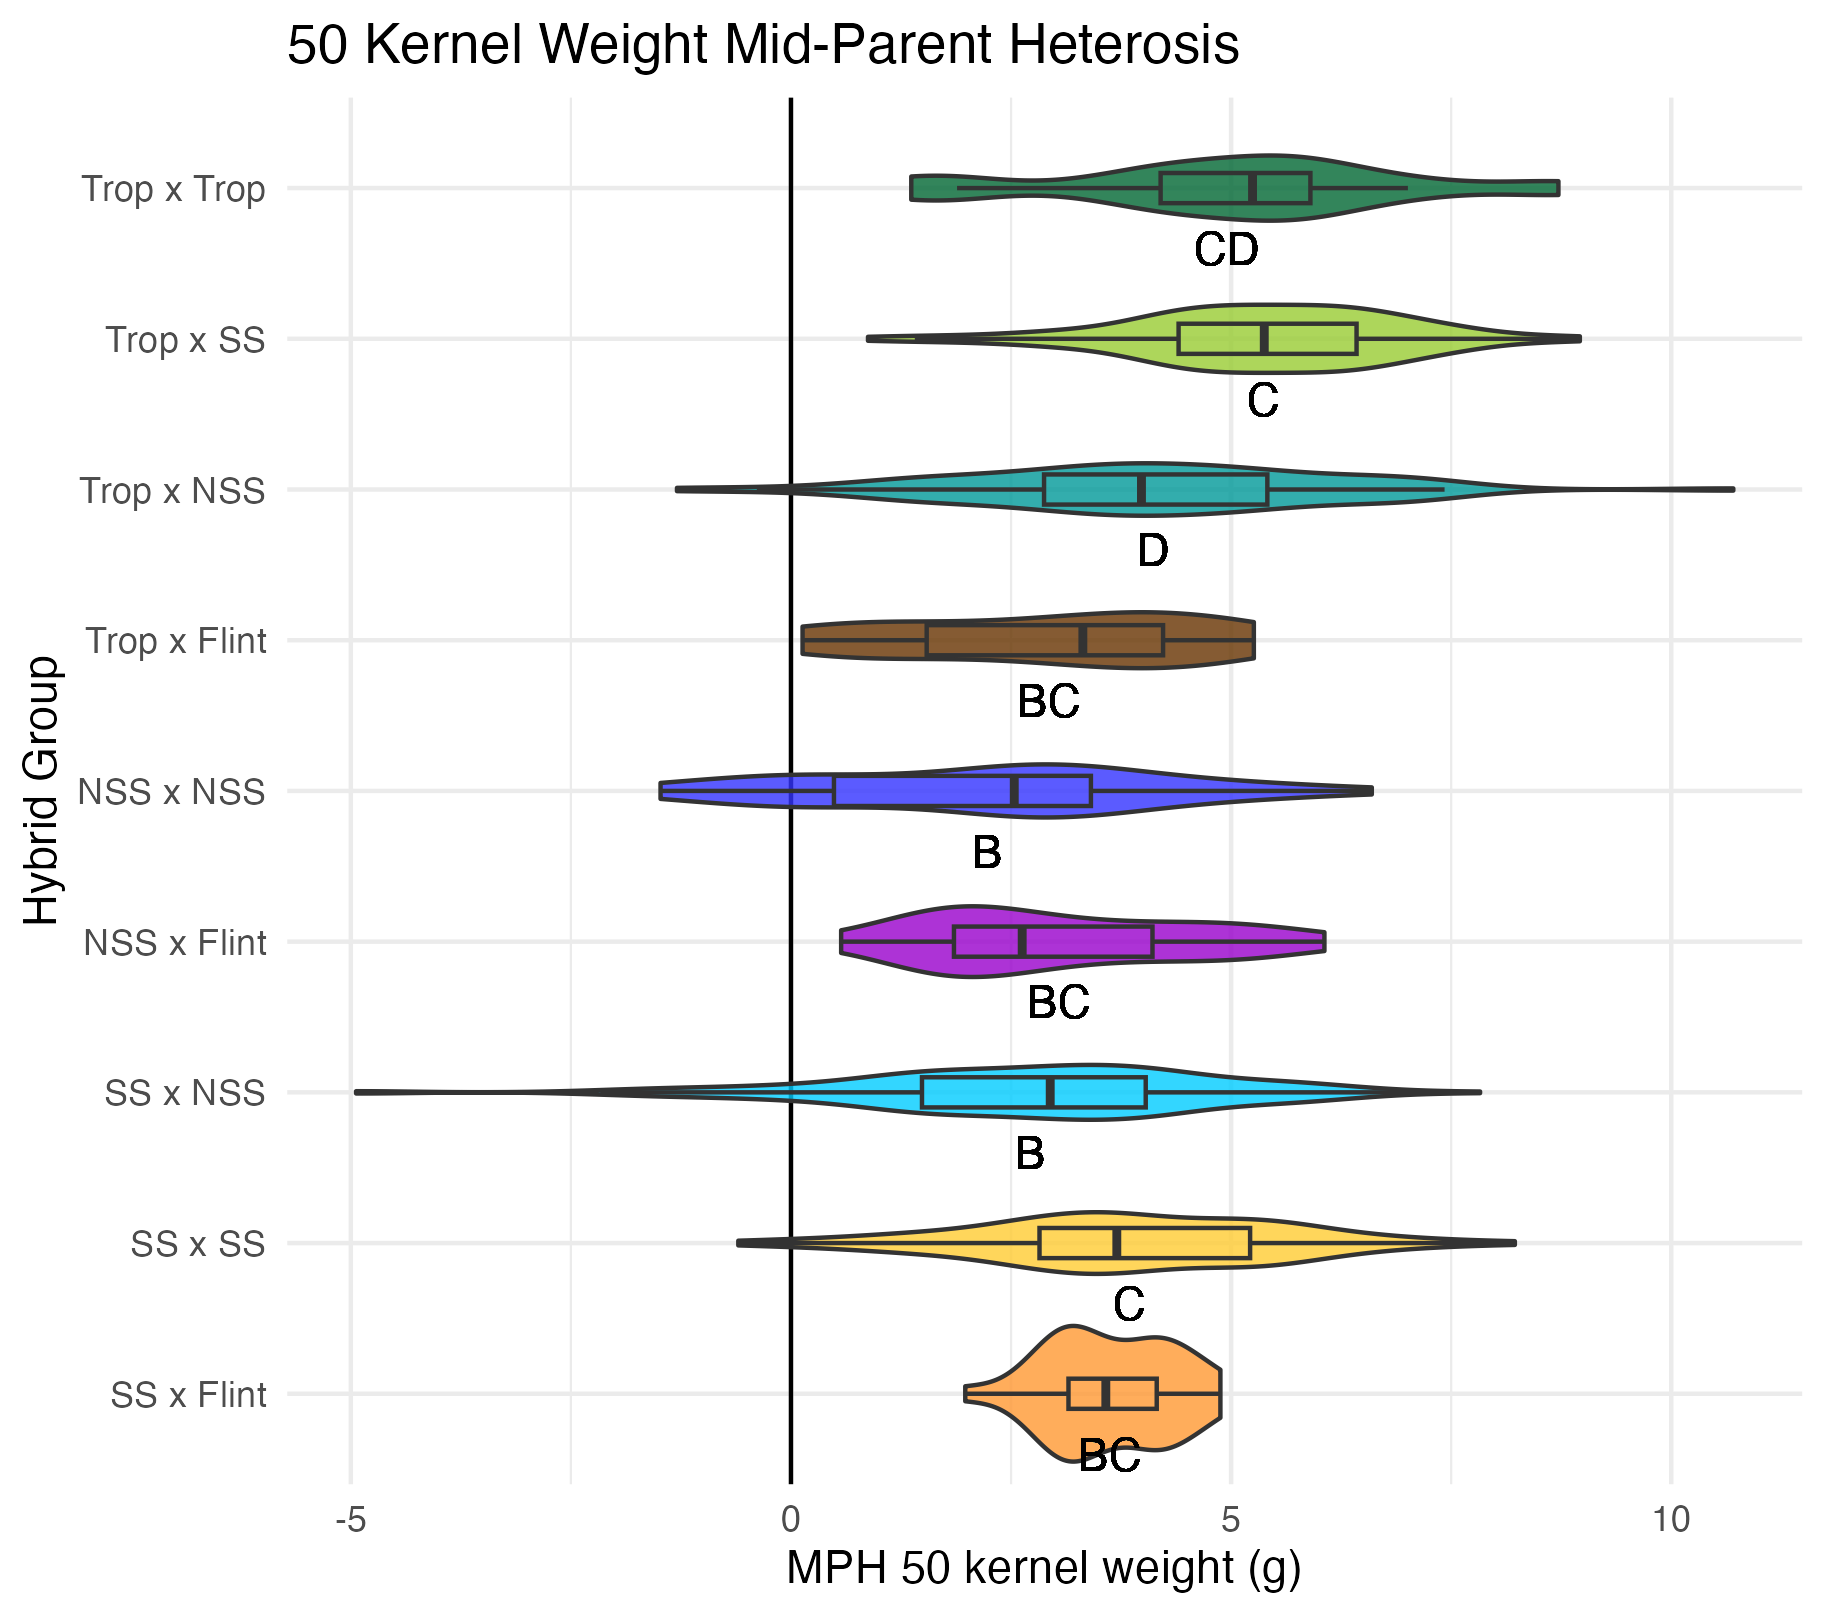 50 Kernel Weight Mid-Parent Heterosis
Trop x Trop
CD
Trop x SS
C
Trop x NSS
D
Trop x Flint
BC
NSS x NSS
B
NSS x Flint
BC
SS x NSS
B
SS x SS
C
SS x Flint
BC
Hybrid Group
-5 0 5 10
MPH 50 kernel weight (g)